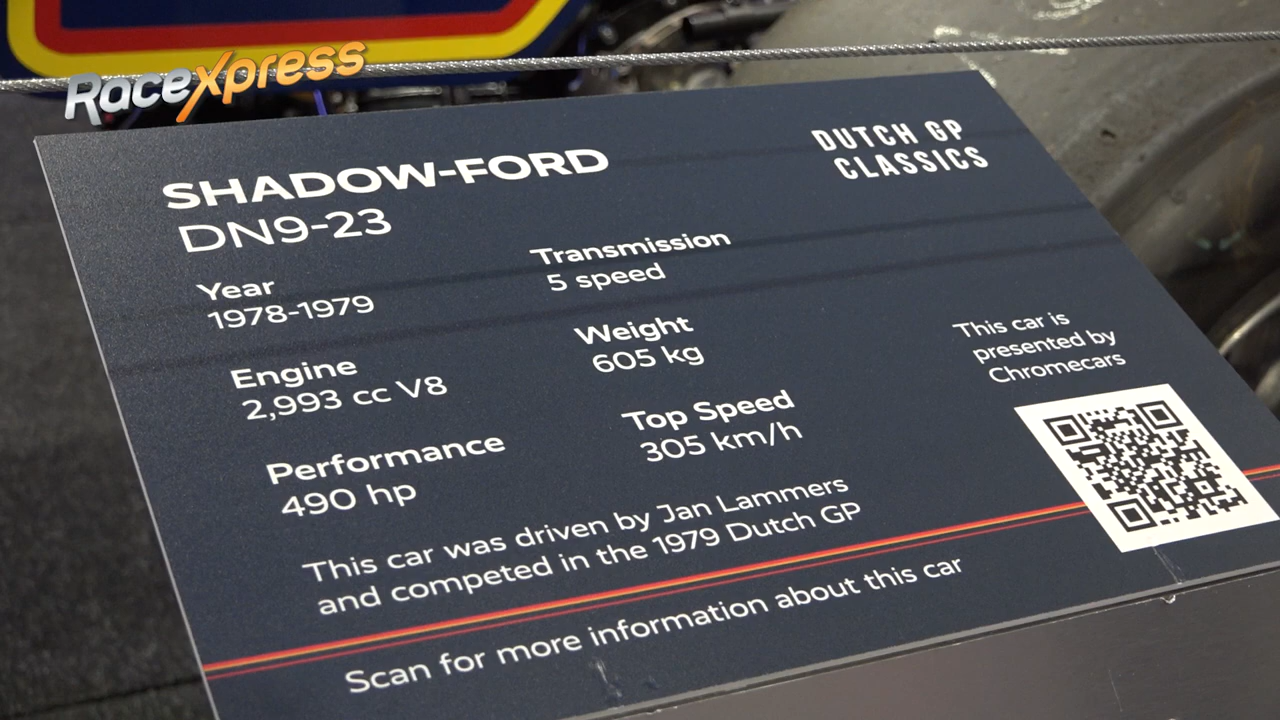 RaceXpress
SHADOW-FORD
DN9-23
DUTCH GP
CLASSICS
Year
1978-1979
Engine
2,993 cc V8
Performance
490 hp
Transmission
5 speed
Weight
605 kg
Top Speed
305 km/h
This car is
presented by
Chromecars
This car was driven by Jan Lammers
and competed in the 1979 Dutch GP
Scan for more information about this car